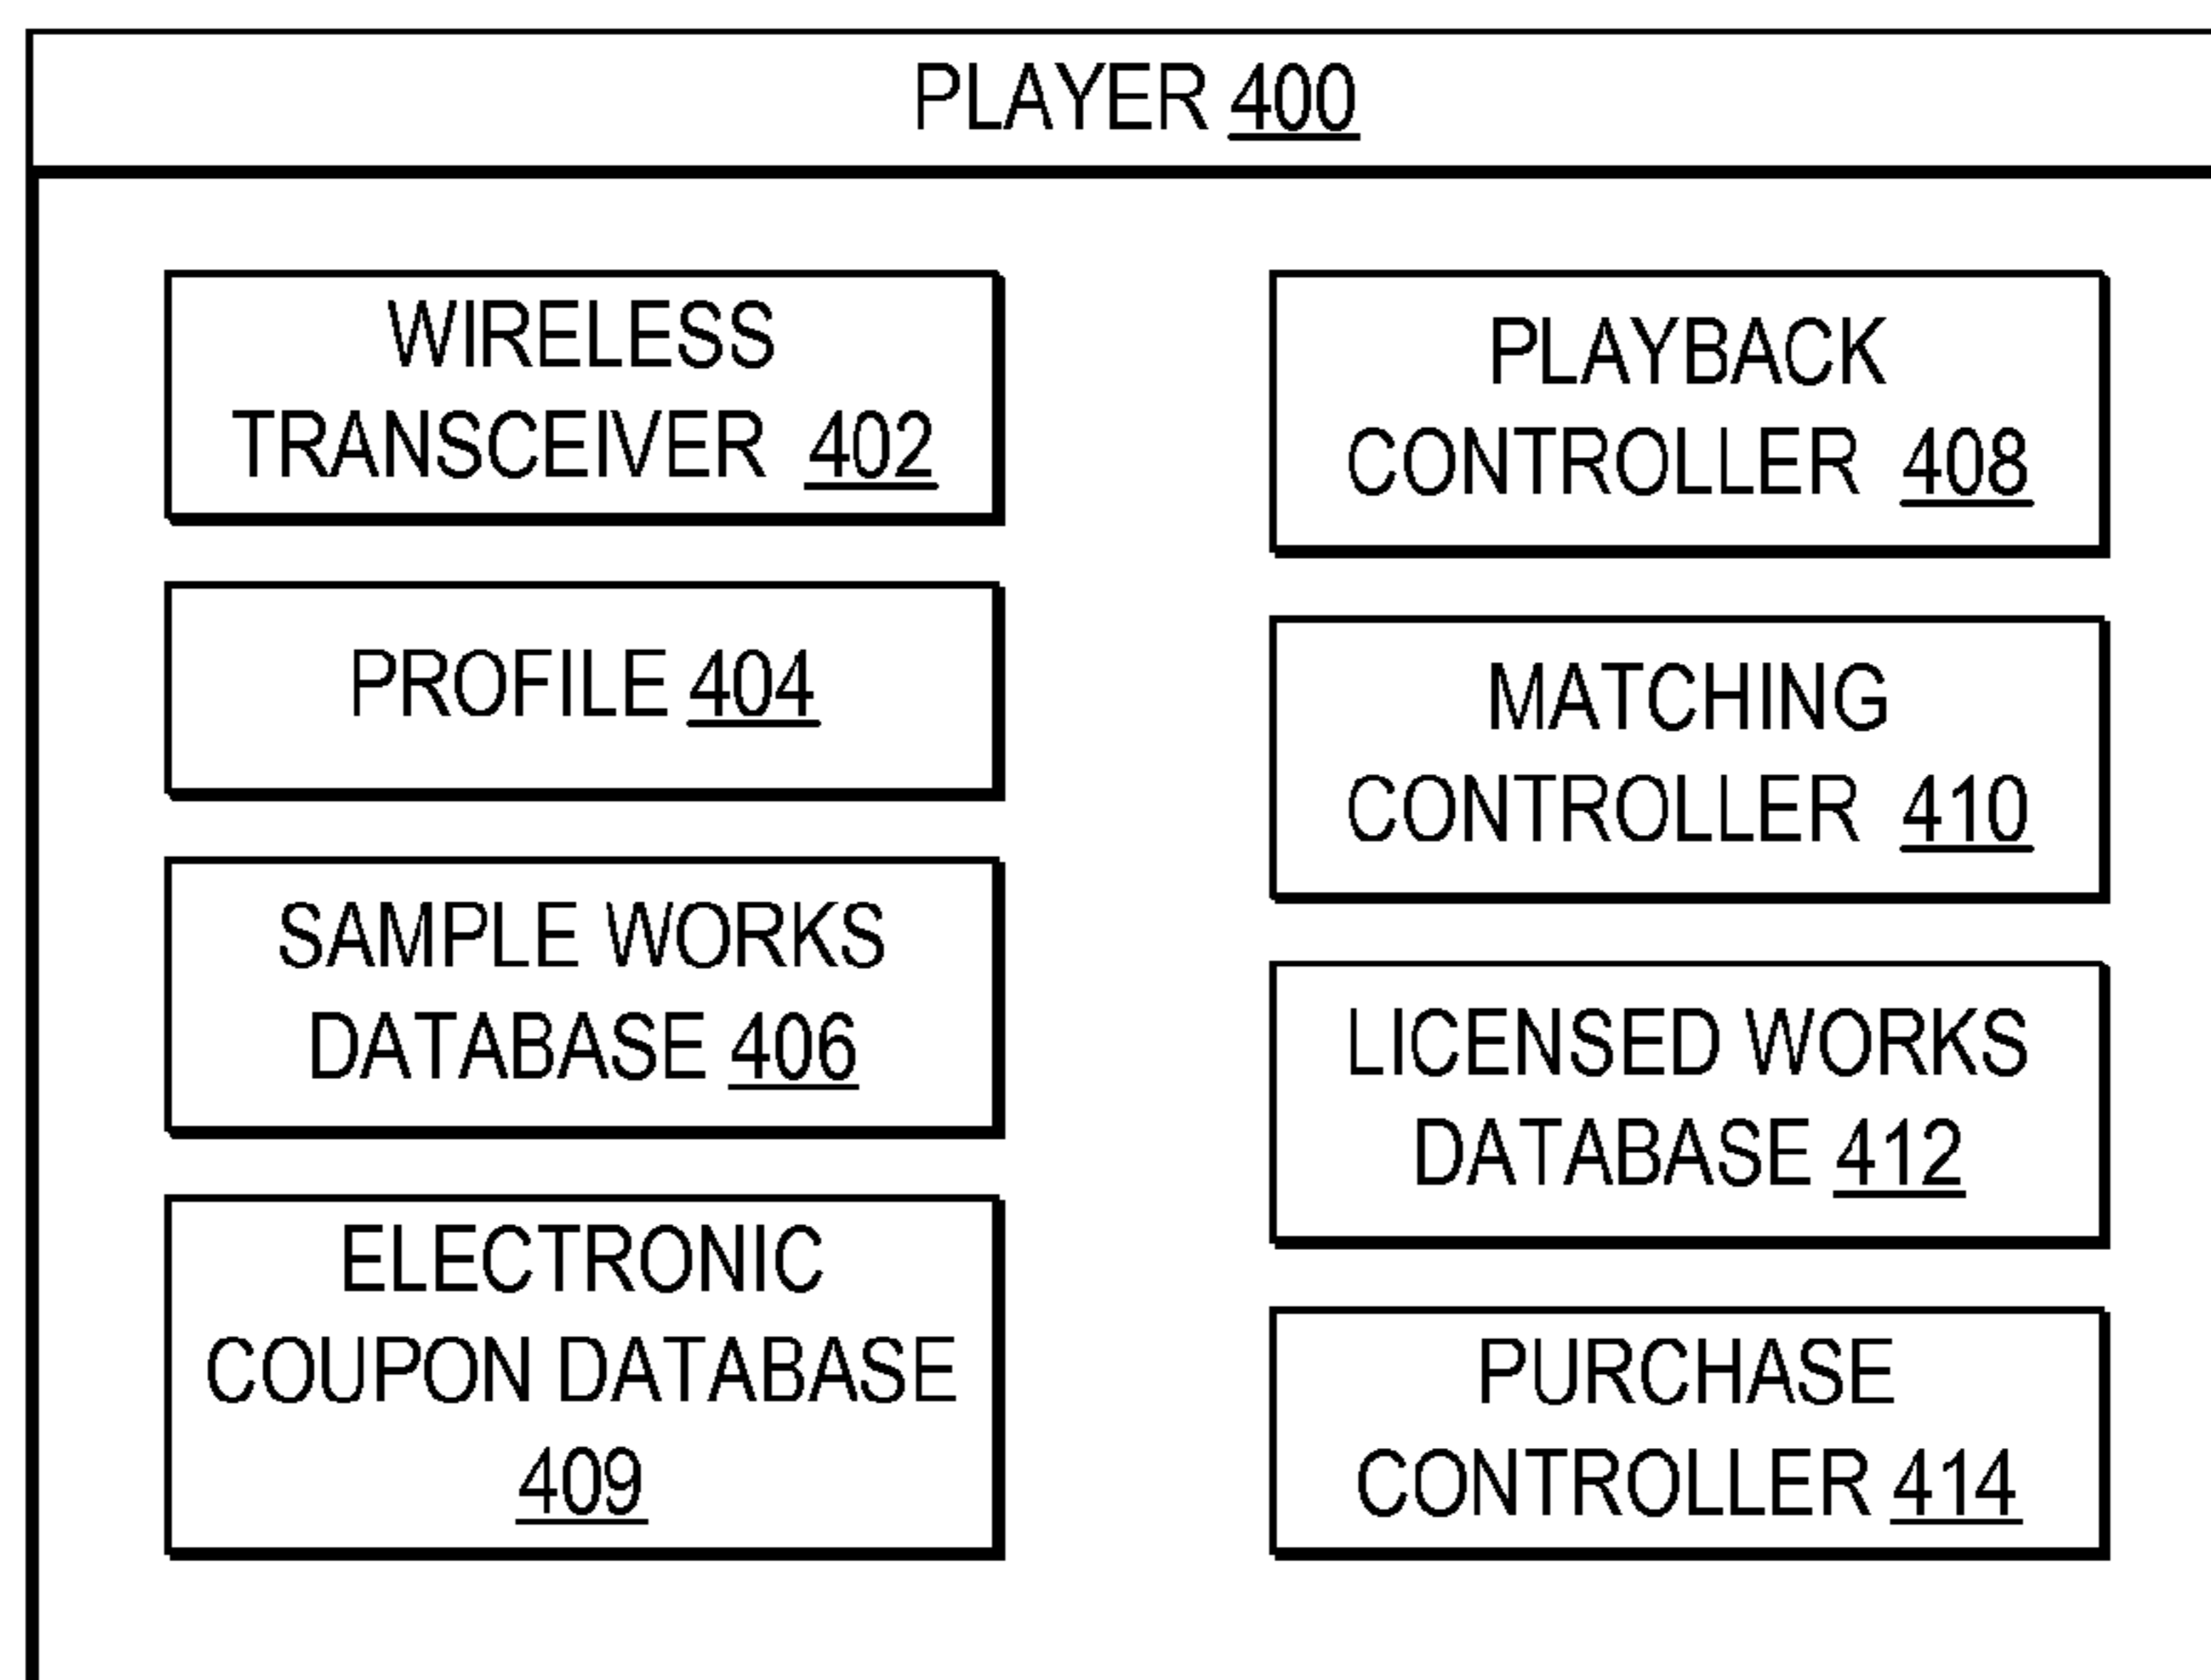 PLAYER 400
WIRELESS
TRANSCEIVER 402
PROFILE 404
SAMPLE WORKS
DATABASE 406
ELECTRONIC
COUPON DATABASE
409
PLAYBACK
CONTROLLER 408
MATCHING
CONTROLLER 410
LICENSED WORKS
DATABASE 412
PURCHASE
CONTROLLER 414